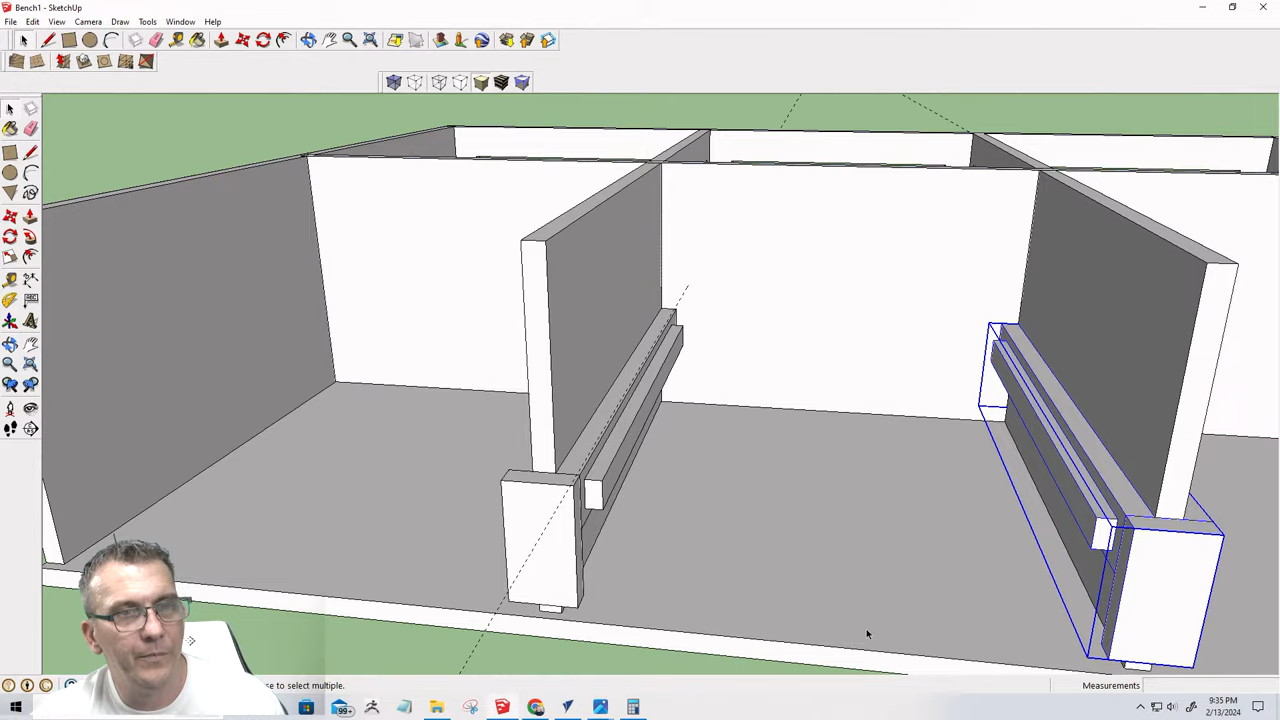 Bench1 - SketchUp
File Edit View Camera Draw Tools Window Help
se to select multiple.
Measurements
99+
9:35 PM
2/13/2024